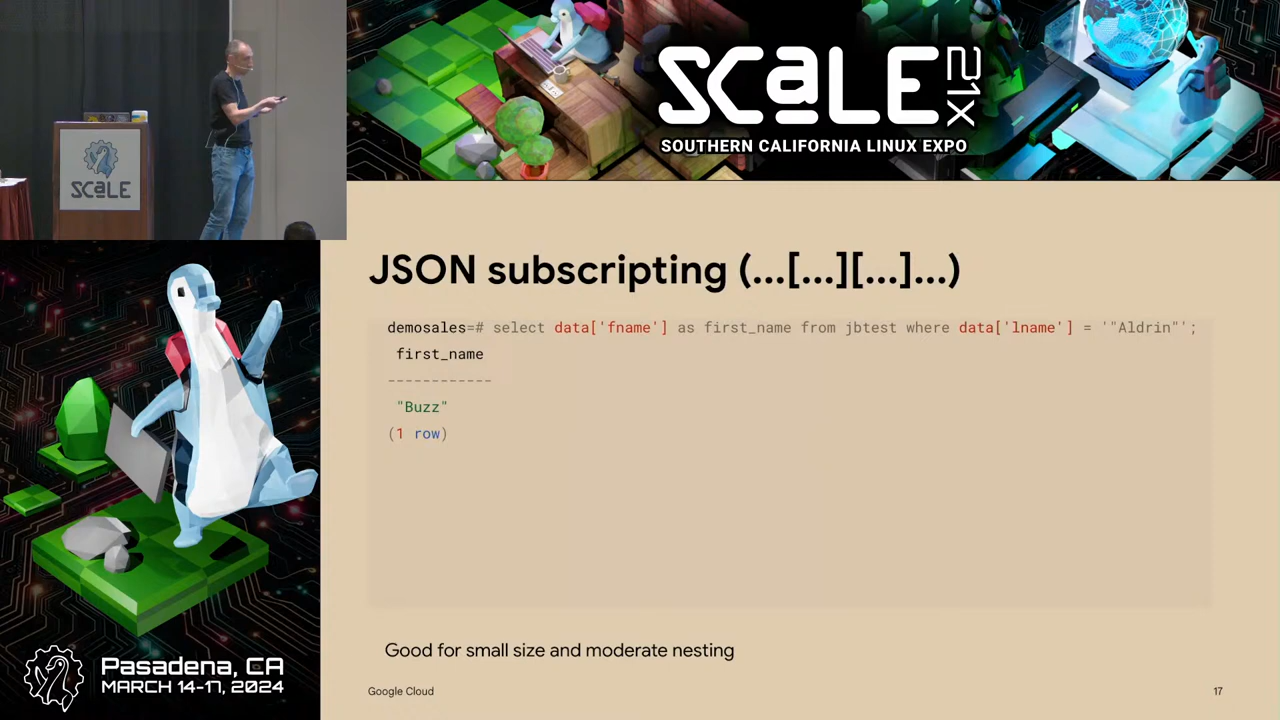 SCALE
SCALE 21X
SOUTHERN CALIFORNIA LINUX EXPO
JSON subscripting (...[...][...]...)
demosales=# select data['fname'] as first_name from jbtest where data['lname'] = '"Aldrin"';
first_name
------------
"Buzz"
(1 row)
Good for small size and moderate nesting
Google Cloud
17
Pasadena, CA
MARCH 14-17, 2024